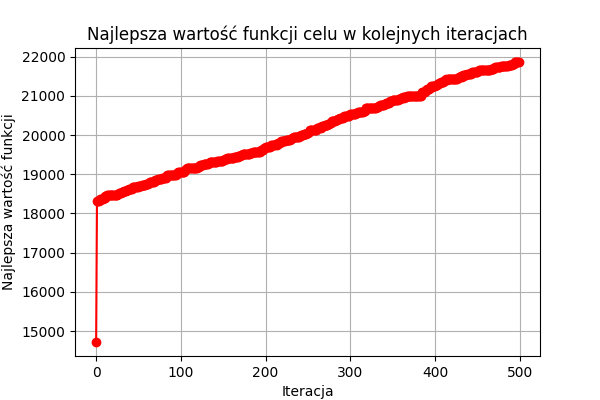 Najlepsza wartość funkcji celu w kolejnych iteracjach
Najlepsza wartość funkcji
22000
21000
20000
19000
18000
17000
16000
15000
0 100 200 300 400 500
Iteracja